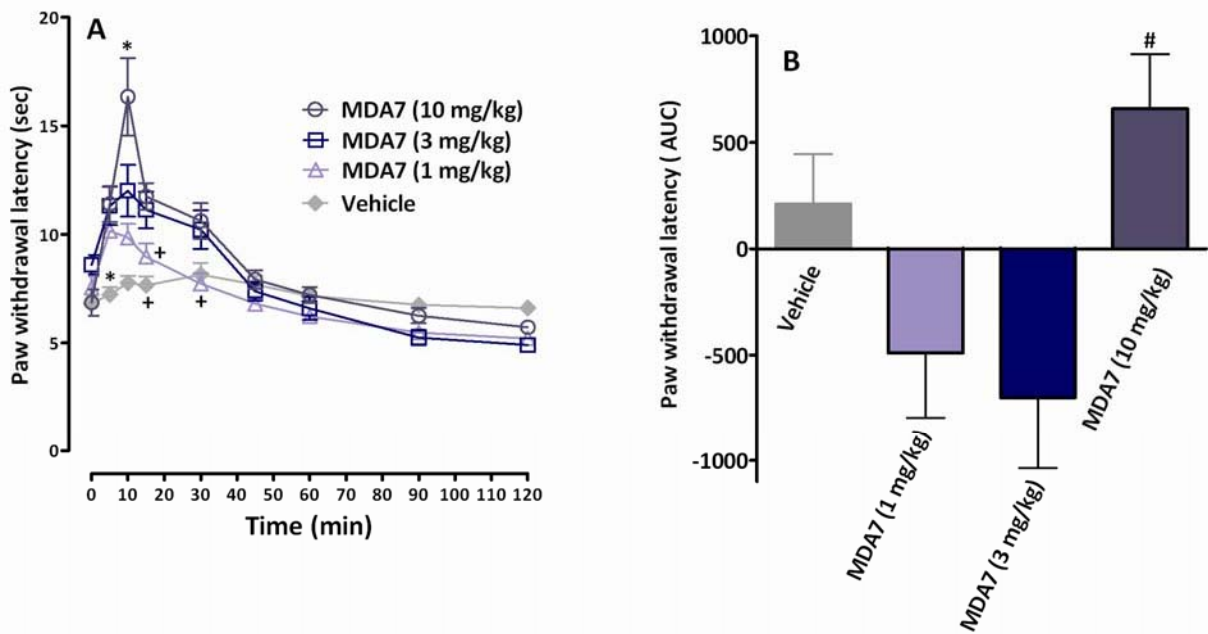 A
Paw withdrawal latency (sec)
20
15
10
5
0
*
*
+
+
+
MDA7 (10 mg/kg)
MDA7 (3 mg/kg)
MDA7 (1 mg/kg)
Vehicle
0 10 20 30 40 50 60 70 80 90 100 110 120
Time (min)
B
Paw withdrawal latency ( AUC)
1000
500
0
-500
-1000
#
Vehicle
MDA7 (1 mg/kg)
MDA7 (3 mg/kg)
MDA7 (10 mg/kg)